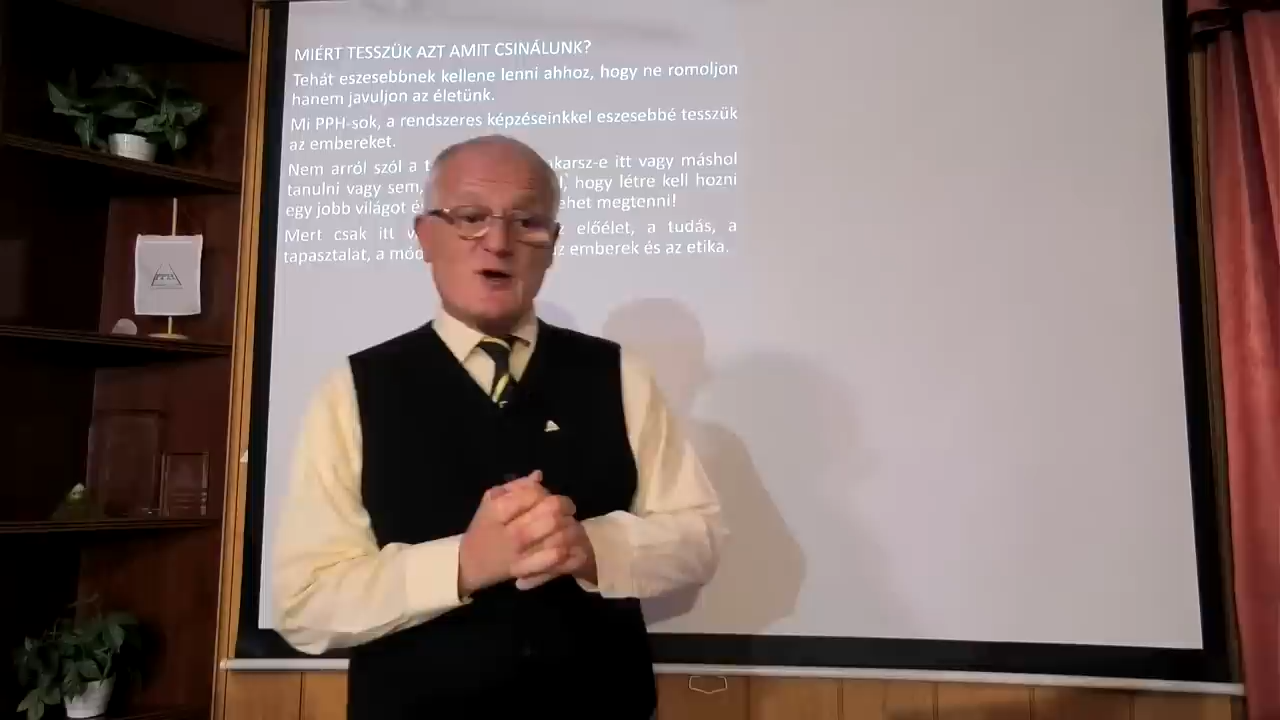 MIÉRT TESSZÜK AZT AMIT CSINÁLUNK?
Tehát eszesebbnek kellene lenni ahhoz, hogy ne romoljon
hanem javuljon az életünk.
Mi PPH-sok, a rendszeres képzéseinkkel eszesebbé tesszük
az embereket.
Nem arról szól a akarsz-e itt vagy máshol
tanulni vagy sem, hogy létre kell hozni
egy jobb világot megtenni!
Mert csak itt előélet, a tudás, a
tapasztalat, a emberek és az etika.